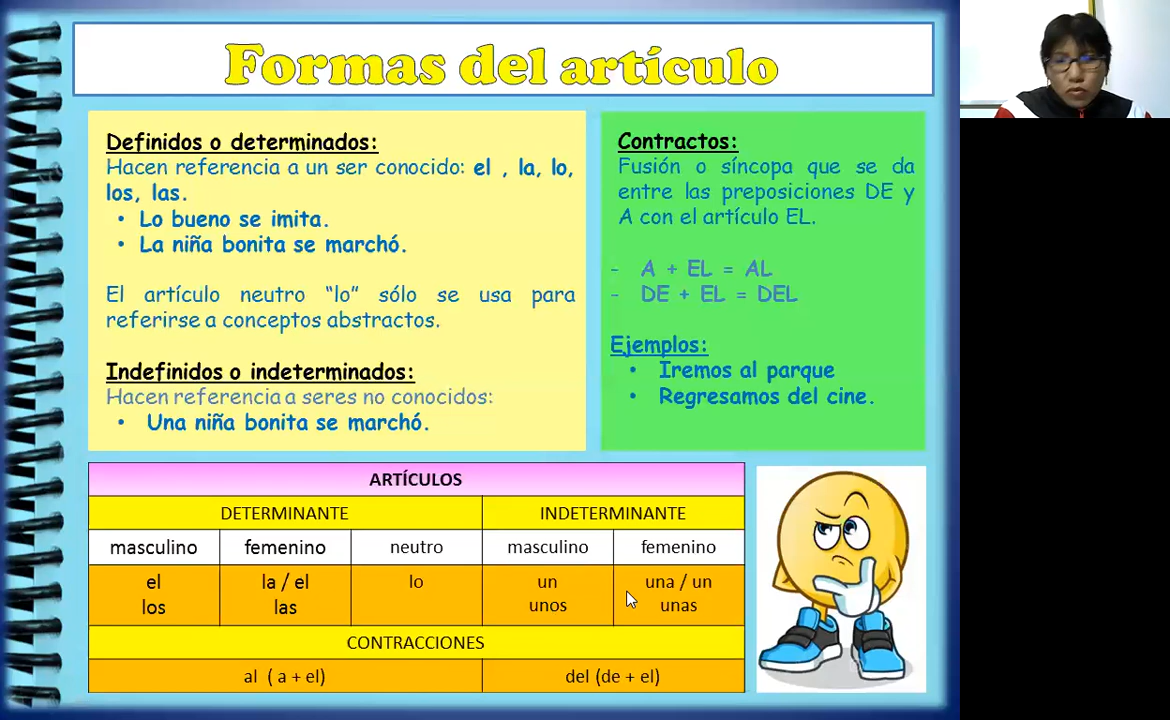 Formas del artículo
Definidos o determinados:
Hacen referencia a un ser conocido: el , la, lo,
los, las.
• Lo bueno se imita.
• La niña bonita se marchó.
El artículo neutro “lo” sólo se usa para
referirse a conceptos abstractos.
Indefinidos o indeterminados:
Hacen referencia a seres no conocidos:
• Una niña bonita se marchó.
Contractos:
Fusión o síncopa que se da
entre las preposiciones DE y
A con el artículo EL.
- A + EL = AL
- DE + EL = DEL
Ejemplos:
• Iremos al parque
• Regresamos del cine.
ARTÍCULOS
DETERMINANTE INDETERMINANTE
masculino femenino neutro masculino femenino
el la / el lo un una / un
los las unos unas
CONTRACCIONES
al ( a + el) del (de + el)